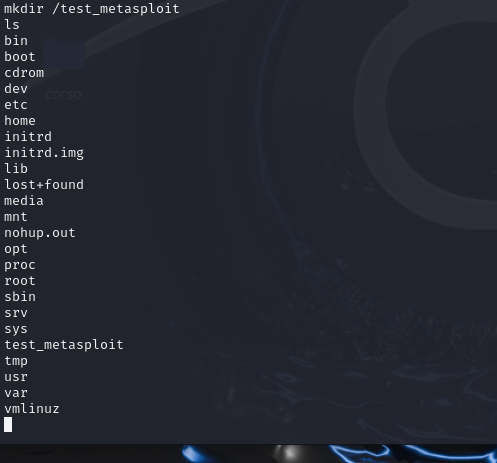 mkdir /test_metasploit
ls
bin
boot
cdrom
corso
dev
etc
home
initrd
initrd.img
lib
lost+found
media
mnt
nohup.out
opt
proc
root
sbin
srv
sys
test_metasploit
tmp
usr
var
vmlinuz